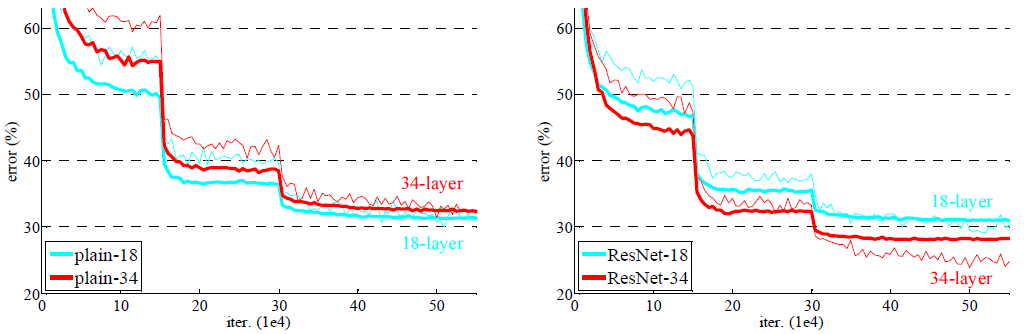 60
50
40
30
20
error (%)
0
10
20
30
40
50
iter. (1e4)
34-layer
18-layer
plain-18
plain-34
60
50
40
30
20
error (%)
0
10
20
30
40
50
iter. (1e4)
18-layer
34-layer
ResNet-18
ResNet-34